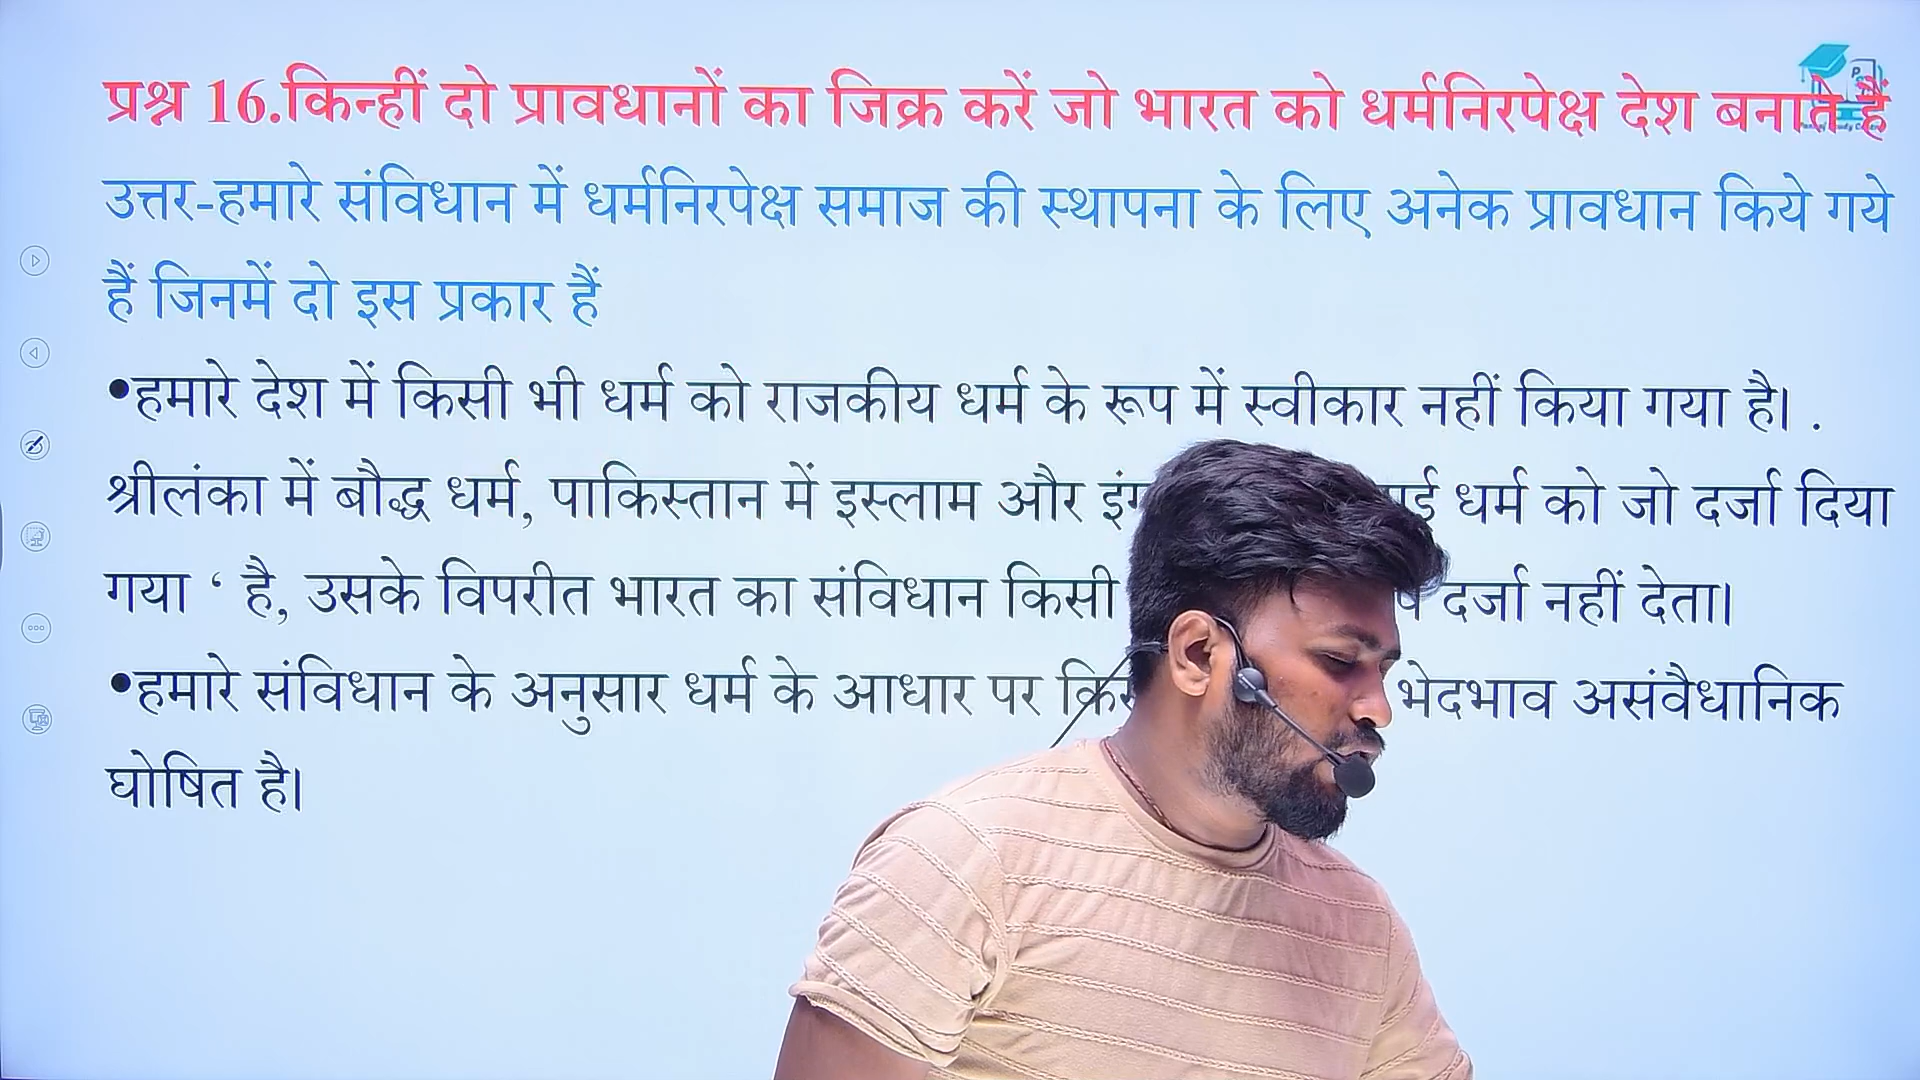 प्रश्न 16.किन्हीं दो प्रावधानों का जिक्र करें जो भारत को धर्मनिरपेक्ष देश बनाते हैं
उत्तर-हमारे संविधान में धर्मनिरपेक्ष समाज की स्थापना के लिए अनेक प्रावधान किये गये
हैं जिनमें दो इस प्रकार हैं
•हमारे देश में किसी भी धर्म को राजकीय धर्म के रूप में स्वीकार नहीं किया गया है। .
श्रीलंका में बौद्ध धर्म, पाकिस्तान में इस्लाम और धर्म को जो दर्जा दिया
गया ‘ है, उसके विपरीत भारत का संविधान किसी दर्जा नहीं देता।
•हमारे संविधान के अनुसार धर्म के आधार पर भेदभाव असंवैधानिक
घोषित है।